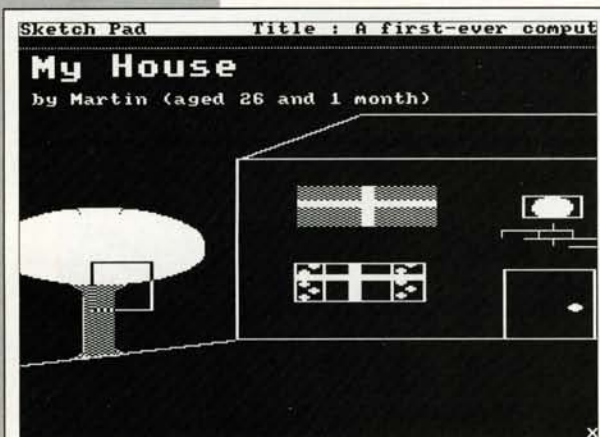 Sketch Pad Title : A first-ever comput
My House
by Martin (aged 26 and 1 month)
x